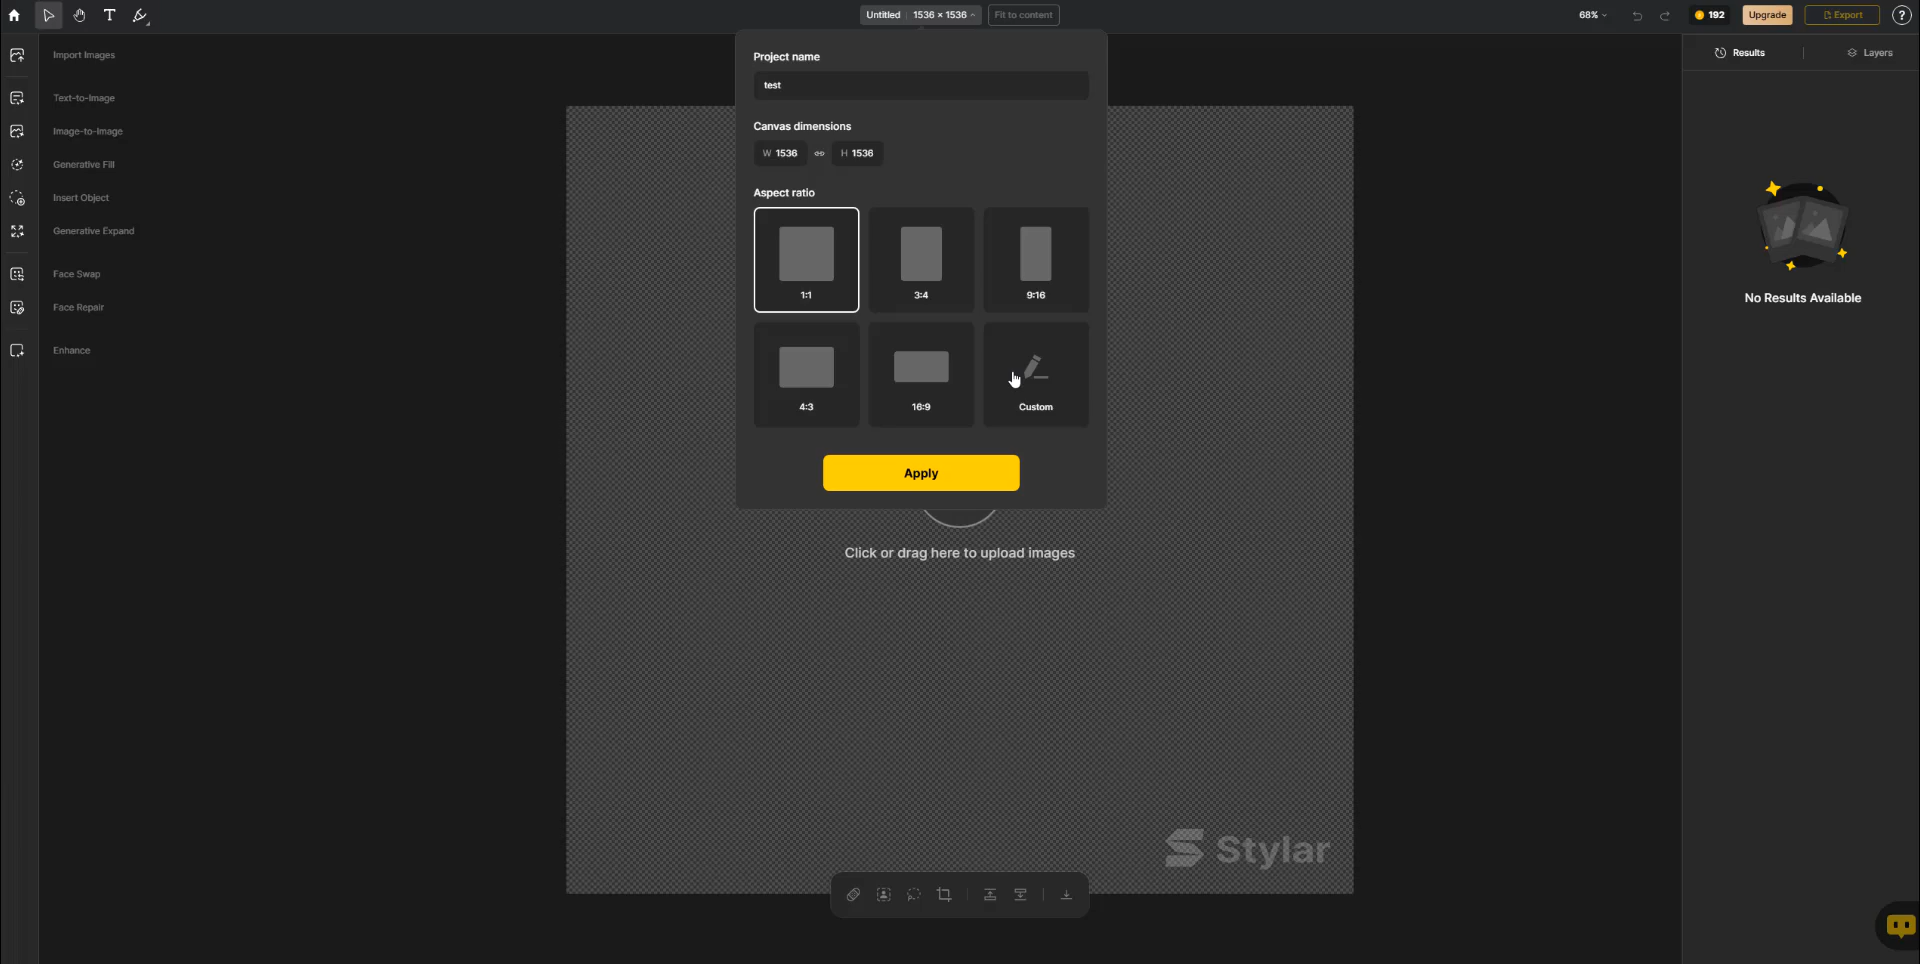 Untitled 1536 × 1536
Fit to content
68%
192
Upgrade
Export
?
Import Images
Text-to-Image
Image-to-Image
Generative Fill
Insert Object
Generative Expand
Face Swap
Face Repair
Enhance
Project name
test
Canvas dimensions
W 1536 H 1536
Aspect ratio
1:1
3:4
9:16
4:3
16:9
Custom
Apply
Click or drag here to upload images
Stylar
Results
Layers
No Results Available